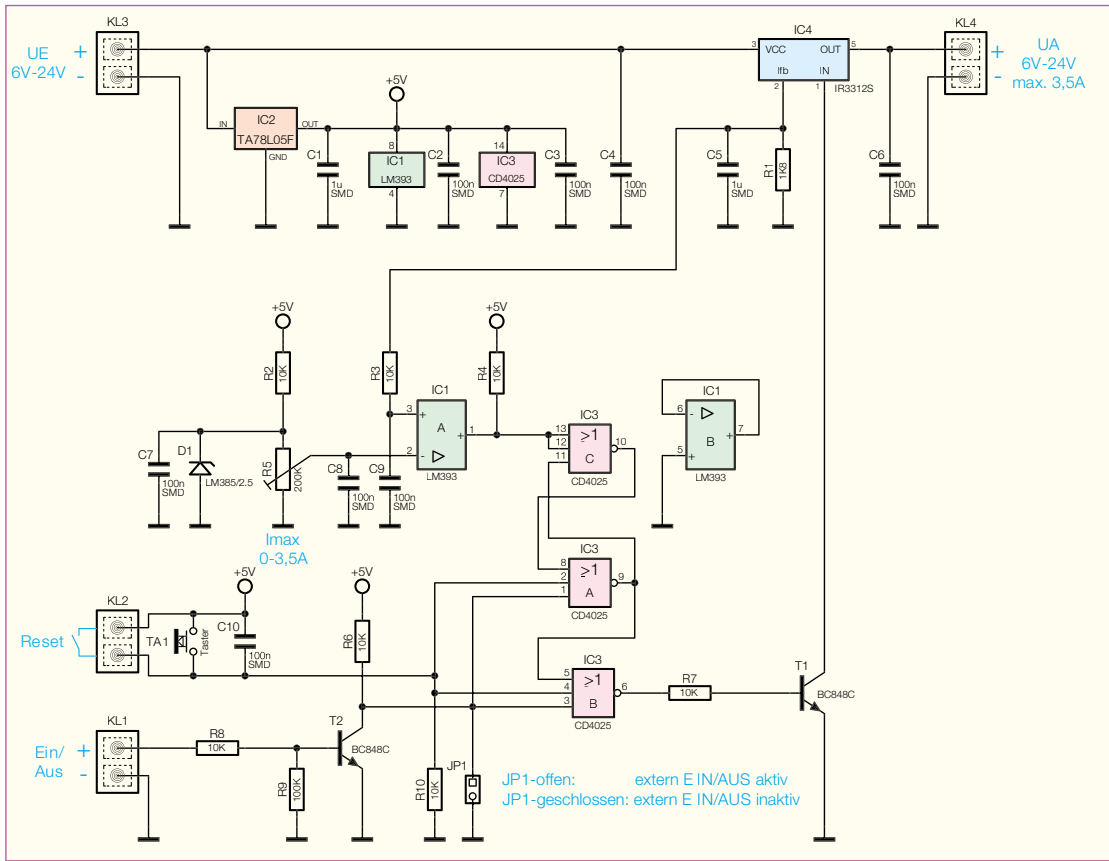 KL3
UE
6V-24V
+
-
IC2
TA78L05F
IN
OUT
GND
+5V
C1
1u
SMD
8
IC1
LM393
4
C2
100n
SMD
14
IC3
CD4025
7
C3
100n
SMD
C4
100n
SMD
IC4
3
VCC
OUT
5
Ifb
IN
IR3312S
2
1
C5
1u
SMD
R1
1K8
C6
100n
SMD
KL4
+
-
UA
6V-24V
max. 3,5A
+5V
R2
10K
C7
100n
SMD
D1
LM385/2.5
R5
200K
Imax
0-3,5A
R3
10K
+5V
R4
10K
C8
100n
SMD
C9
100n
SMD
IC1
3
+
A
+
1
2
-
LM393
IC3
13
12
11
≥1
C
10
CD4025
IC1
6
-
5
+
B
+
7
LM393
IC3
8
2
1
≥1
A
9
CD4025
KL2
Reset
TA1
Taster
+5V
C10
100n
SMD
+5V
R6
10K
IC3
5
4
3
≥1
B
6
CD4025
R7
10K
T1
BC848C
KL1
Ein/
Aus
+
-
R8
10K
R9
100K
T2
BC848C
R10
10K
JP1
JP1-offen: extern E IN/AUS aktiv
JP1-geschlossen: extern E IN/AUS inaktiv